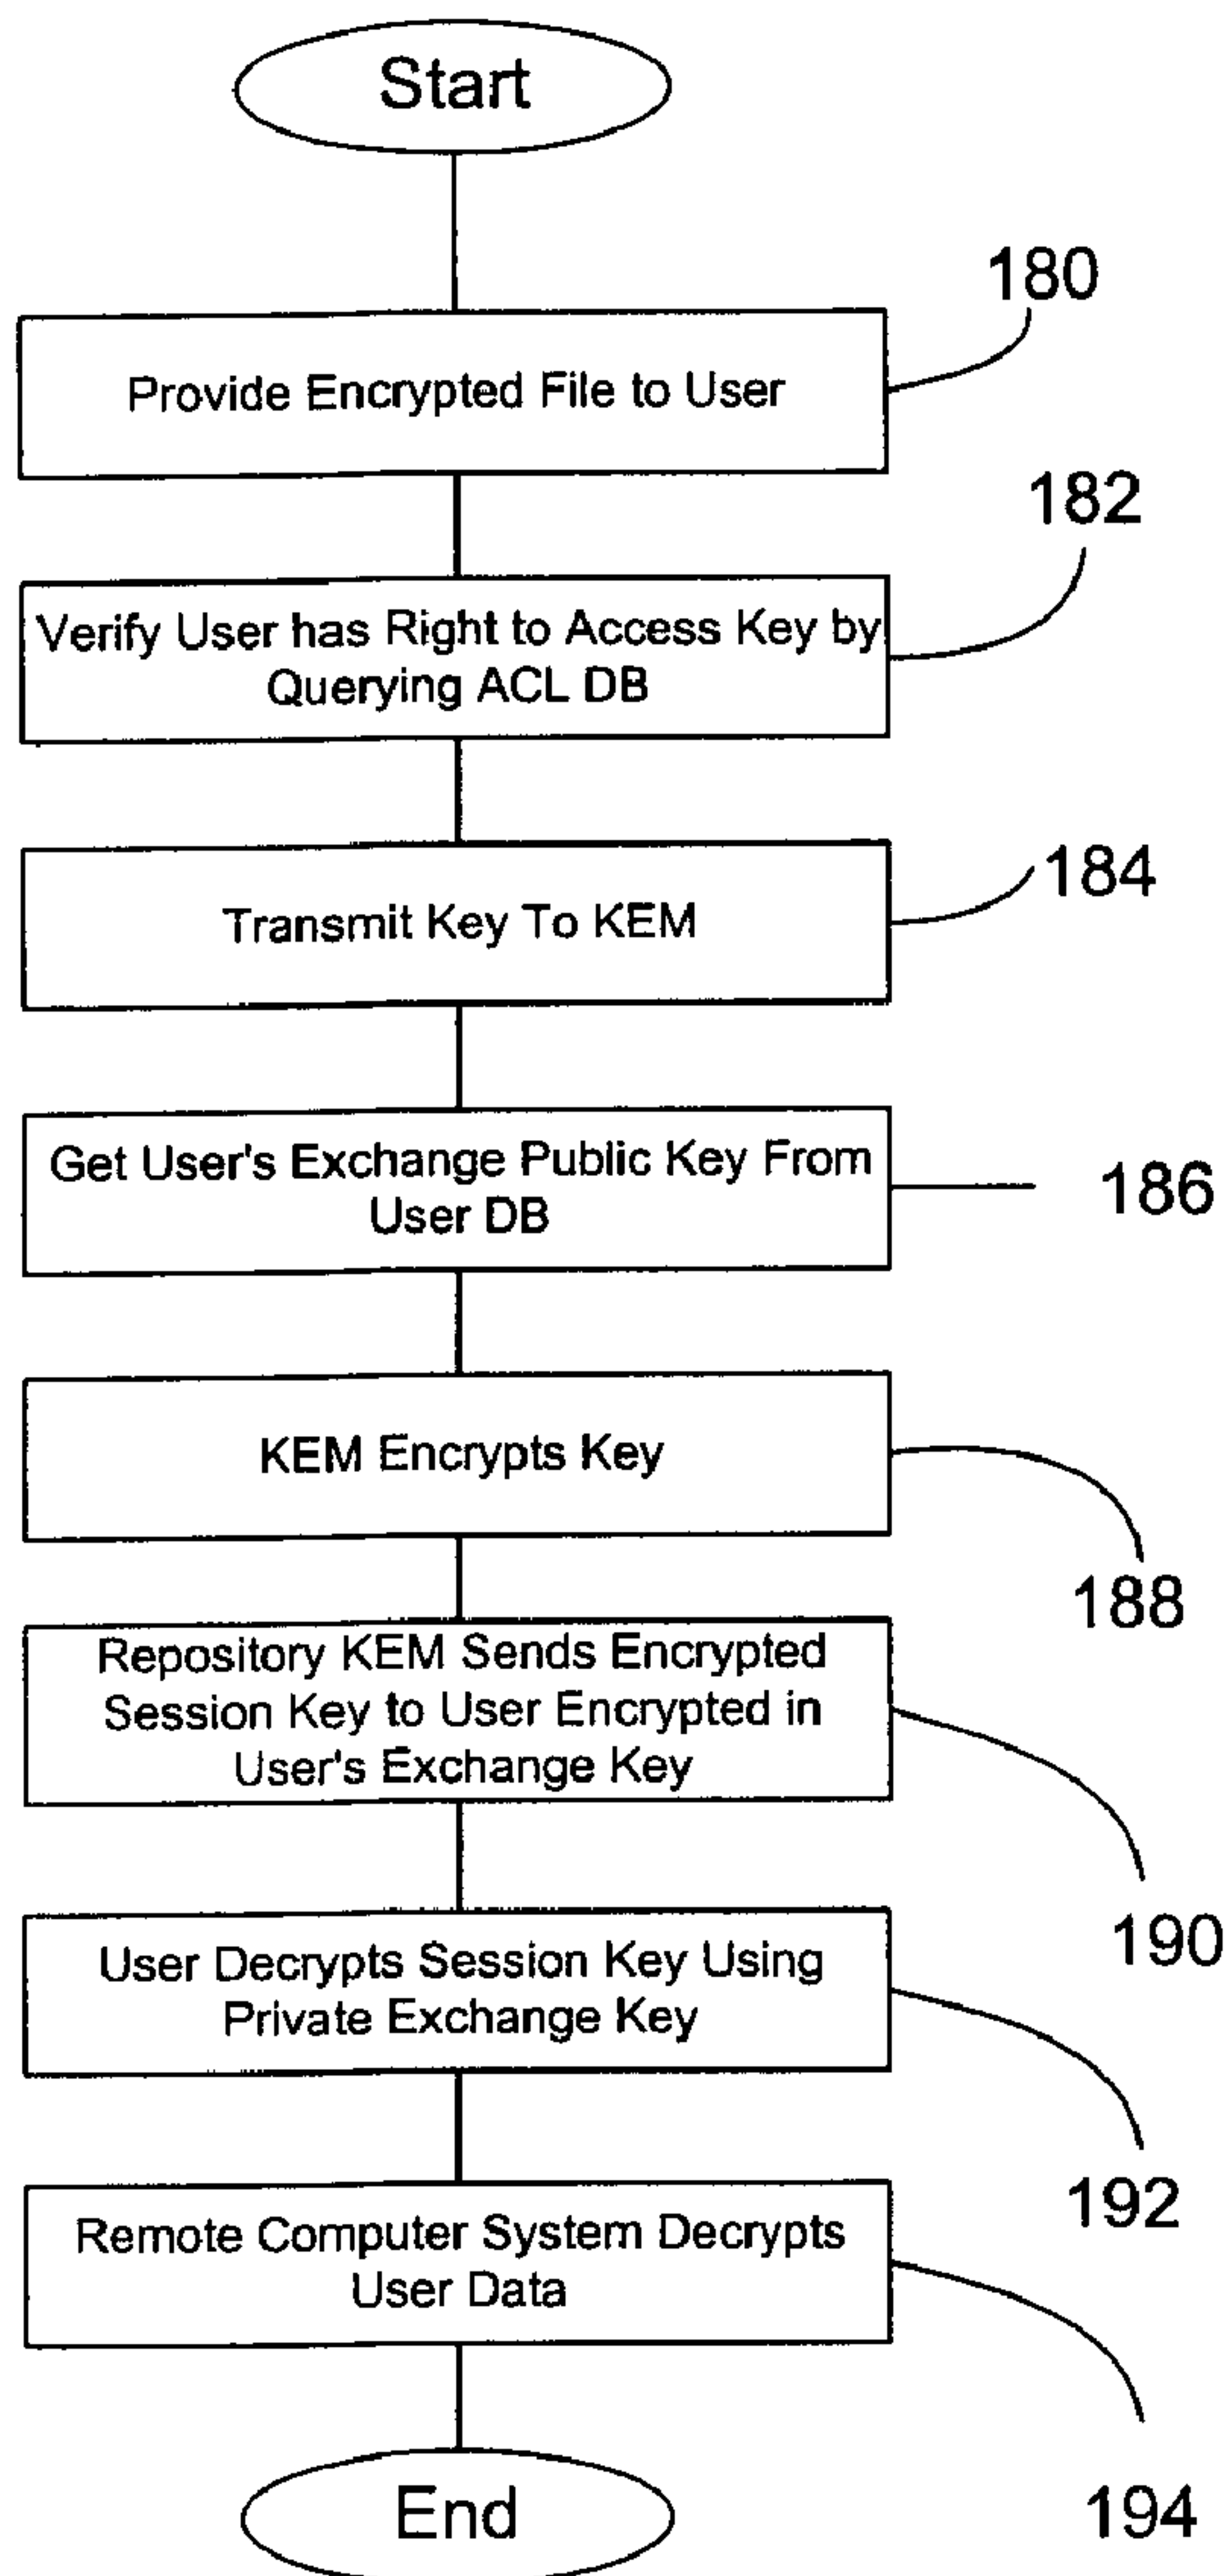 Start
180
Provide Encrypted File to User
182
Verify User has Right to Access Key by
Querying ACL DB
184
Transmit Key To KEM
Get User's Exchange Public Key From
User DB
186
KEM Encrypts Key
188
Repository KEM Sends Encrypted
Session Key to User Encrypted in
User's Exchange Key
190
User Decrypts Session Key Using
Private Exchange Key
192
Remote Computer System Decrypts
User Data
194
End